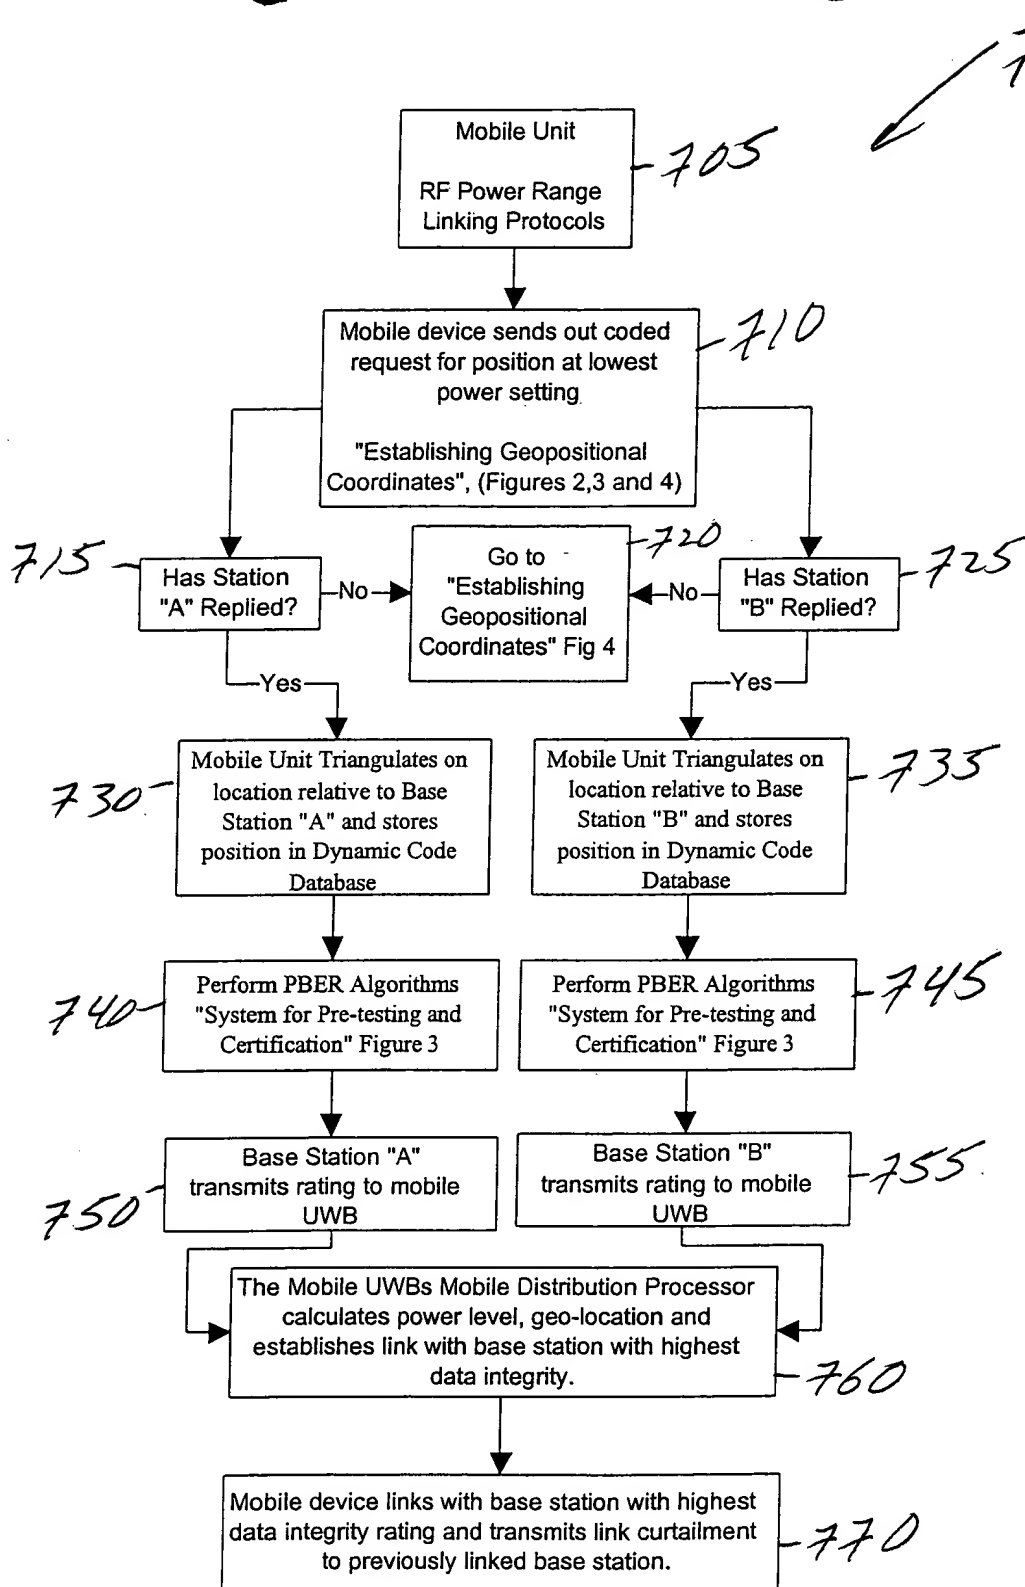 Mobile Unit
RF Power Range
Linking Protocols
705
Mobile device sends out coded
request for position at lowest
power setting
"Establishing Geopositional
Coordinates", (Figures 2,3 and 4)
710
715
Has Station
"A" Replied?
No
Go to
"Establishing
Geopositional
Coordinates" Fig 4
720
No
Has Station
"B" Replied?
725
Yes
Yes
730
Mobile Unit Triangulates on
location relative to Base
Station "A" and stores
position in Dynamic Code
Database
Mobile Unit Triangulates on
location relative to Base
Station "B" and stores
position in Dynamic Code
Database
735
740
Perform PBER Algorithms
"System for Pre-testing and
Certification" Figure 3
Perform PBER Algorithms
"System for Pre-testing and
Certification" Figure 3
745
750
Base Station "A"
transmits rating to mobile
UWB
Base Station "B"
transmits rating to mobile
UWB
755
The Mobile UWBs Mobile Distribution Processor
calculates power level, geo-location and
establishes link with base station with highest
data integrity.
760
Mobile device links with base station with highest
data integrity rating and transmits link curtailment
to previously linked base station.
770